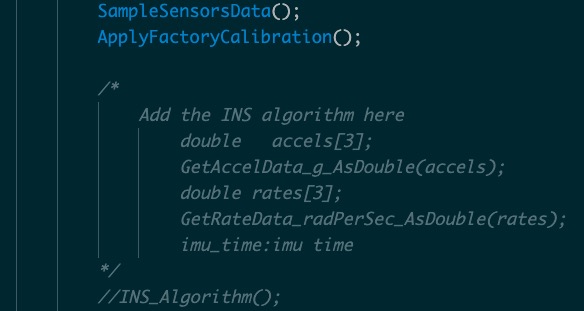 SampleSensorsData();
ApplyFactoryCalibration();
/*
Add the INS algorithm here
double   accels[3];
GetAccelData_g_AsDouble(accels);
double rates[3];
GetRateData_radPerSec_AsDouble(rates);
imu_time:imu time
*/
//INS_Algorithm();